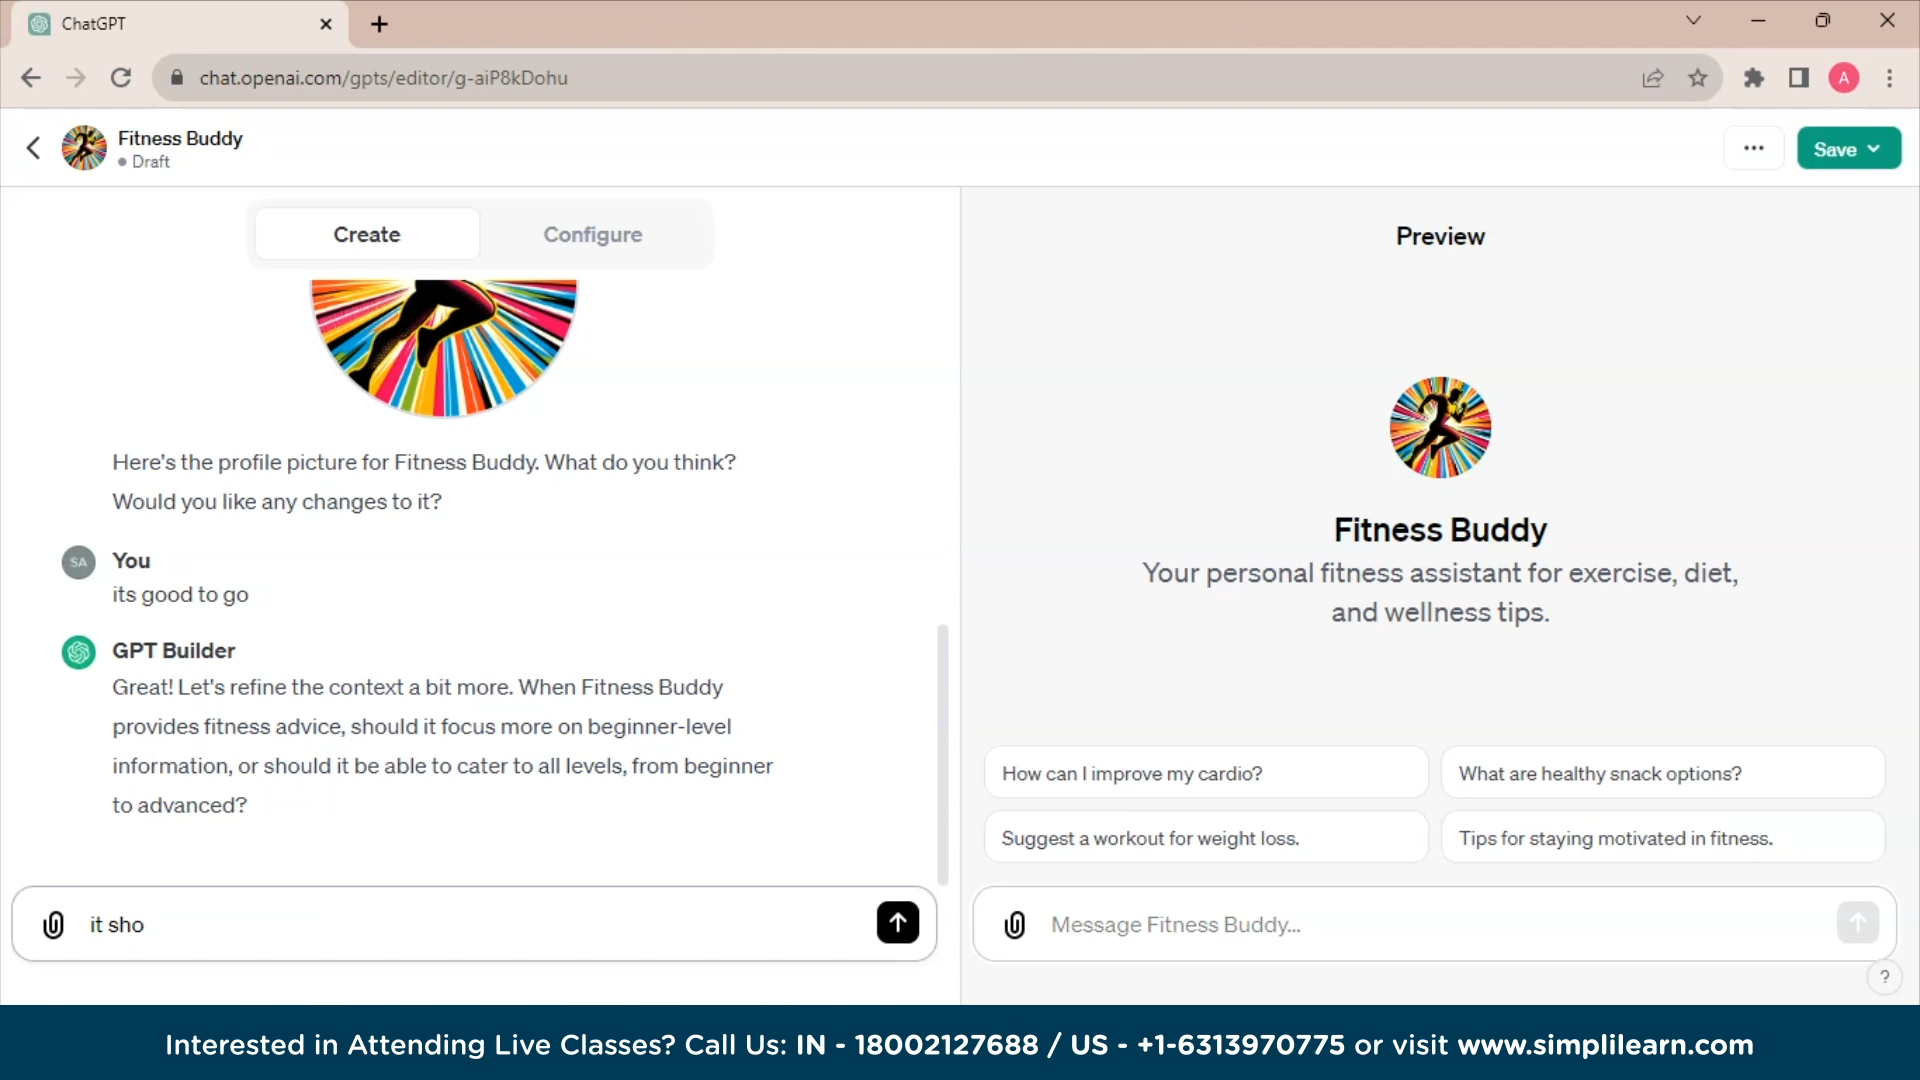 ChatGPT
chat.openai.com/gpts/editor/g-aiP8kDohu
A
Fitness Buddy
Draft
Save
Create
Configure
Here's the profile picture for Fitness Buddy. What do you think?
Would you like any changes to it?
SA
You
its good to go
GPT Builder
Great! Let's refine the context a bit more. When Fitness Buddy
provides fitness advice, should it focus more on beginner-level
information, or should it be able to cater to all levels, from beginner
to advanced?
it sho
Preview
Fitness Buddy
Your personal fitness assistant for exercise, diet,
and wellness tips.
How can I improve my cardio?
What are healthy snack options?
Suggest a workout for weight loss.
Tips for staying motivated in fitness.
Message Fitness Buddy...
?
Interested in Attending Live Classes? Call Us: IN - 18002127688 / US - +1-6313970775 or visit www.simplilearn.com